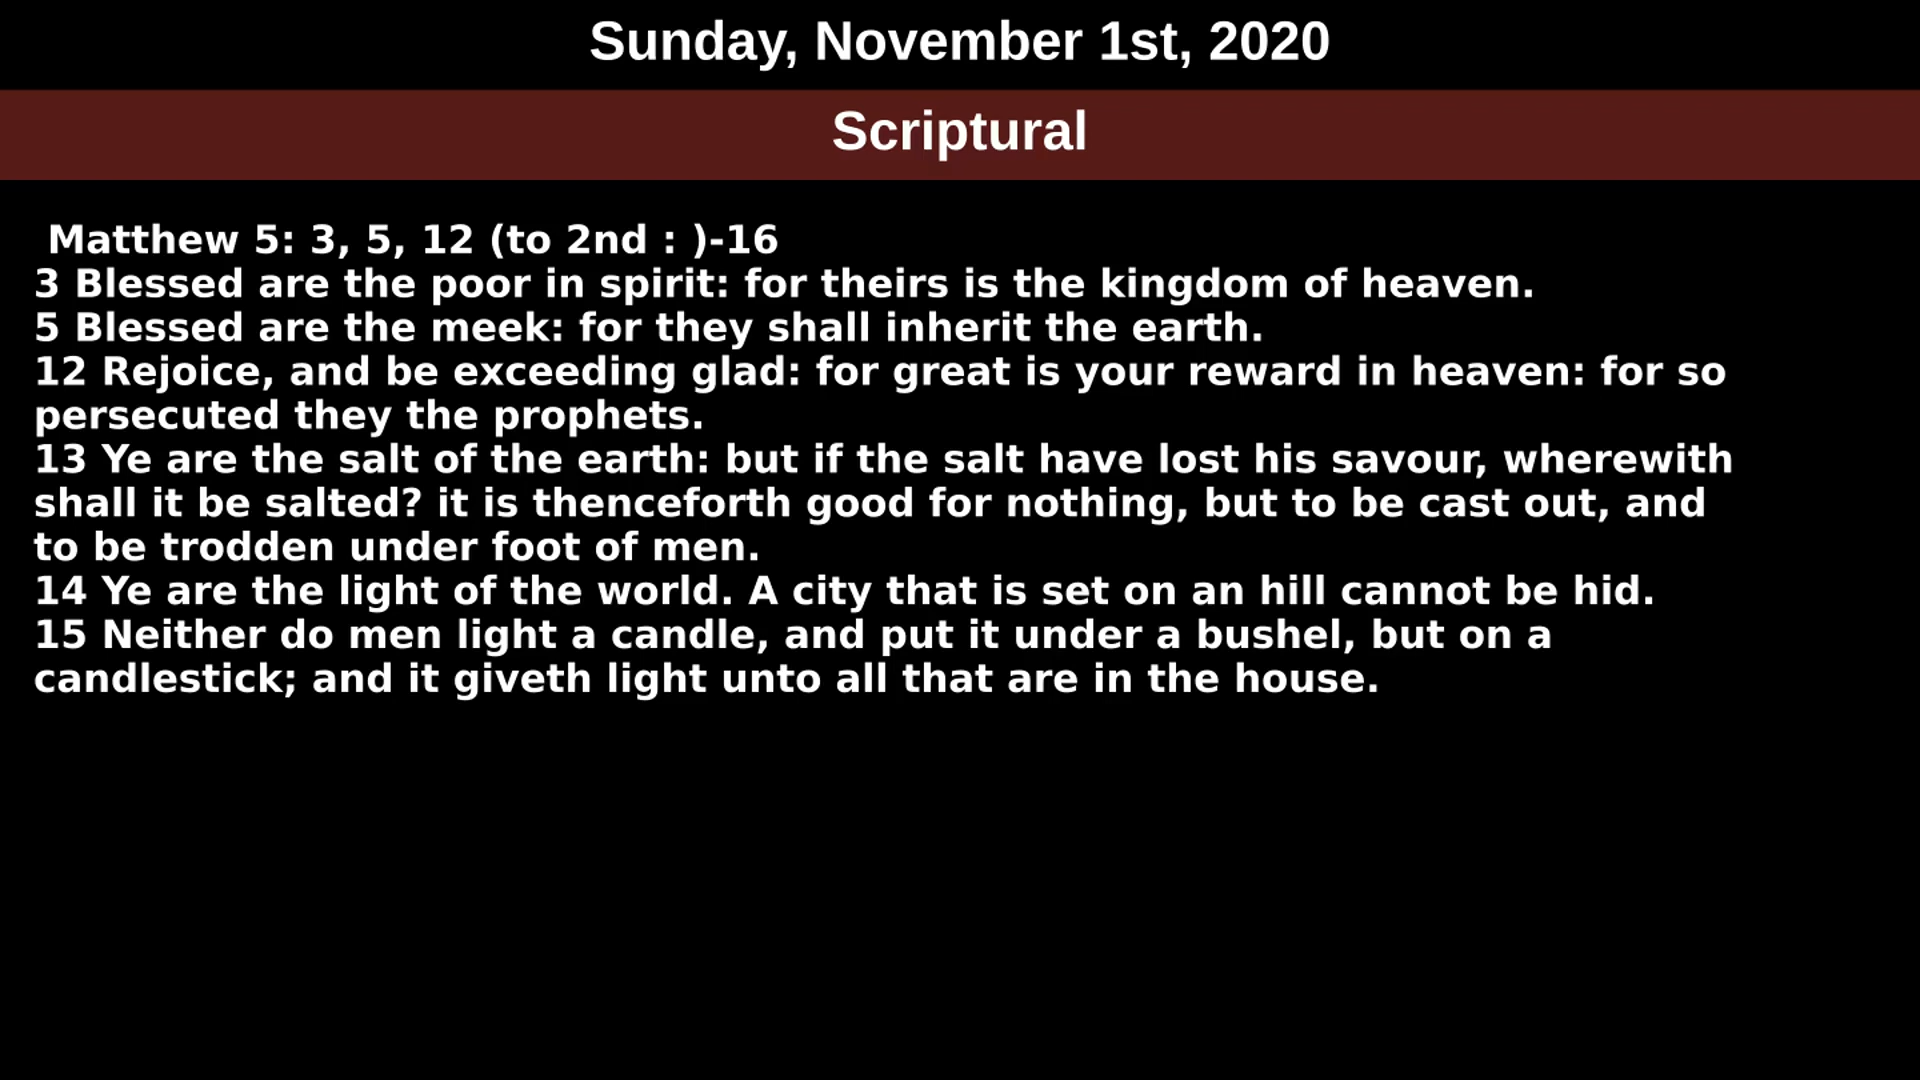 Sunday, November 1st, 2020
Scriptural
Matthew 5: 3, 5, 12 (to 2nd : )-16
3 Blessed are the poor in spirit: for theirs is the kingdom of heaven.
5 Blessed are the meek: for they shall inherit the earth.
12 Rejoice, and be exceeding glad: for great is your reward in heaven: for so
persecuted they the prophets.
13 Ye are the salt of the earth: but if the salt have lost his savour, wherewith
shall it be salted? it is thenceforth good for nothing, but to be cast out, and
to be trodden under foot of men.
14 Ye are the light of the world. A city that is set on an hill cannot be hid.
15 Neither do men light a candle, and put it under a bushel, but on a
candlestick; and it giveth light unto all that are in the house.